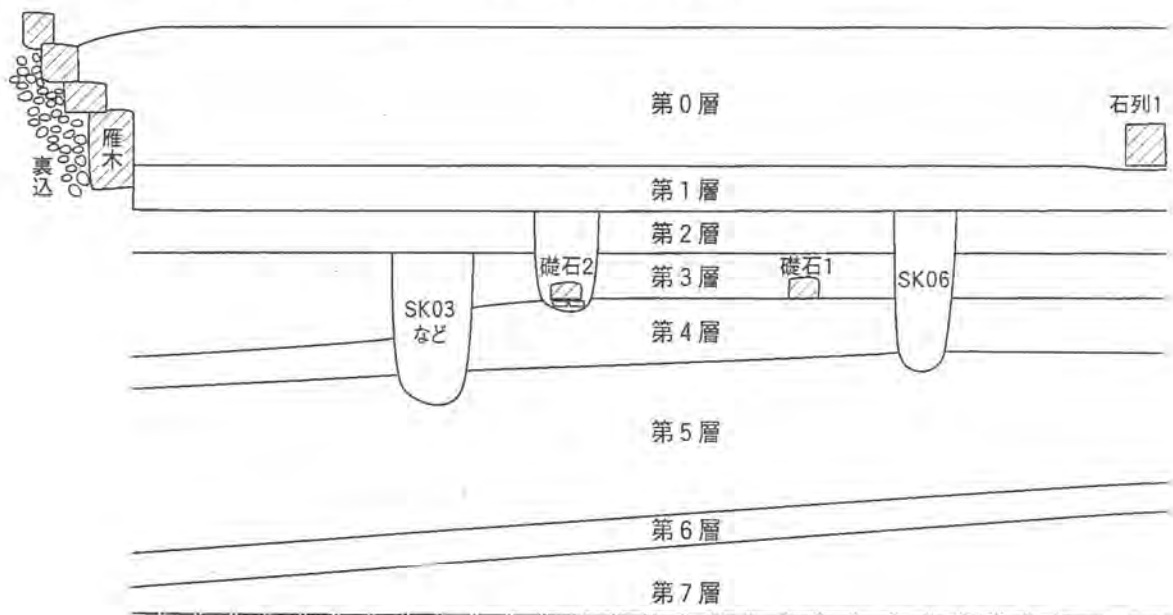 第0層
石列1
雁木
裏込
第1層
第2層
礎石2
礎石1
第3層
SK03
など
SK06
第4層
第5層
第6層
第7層